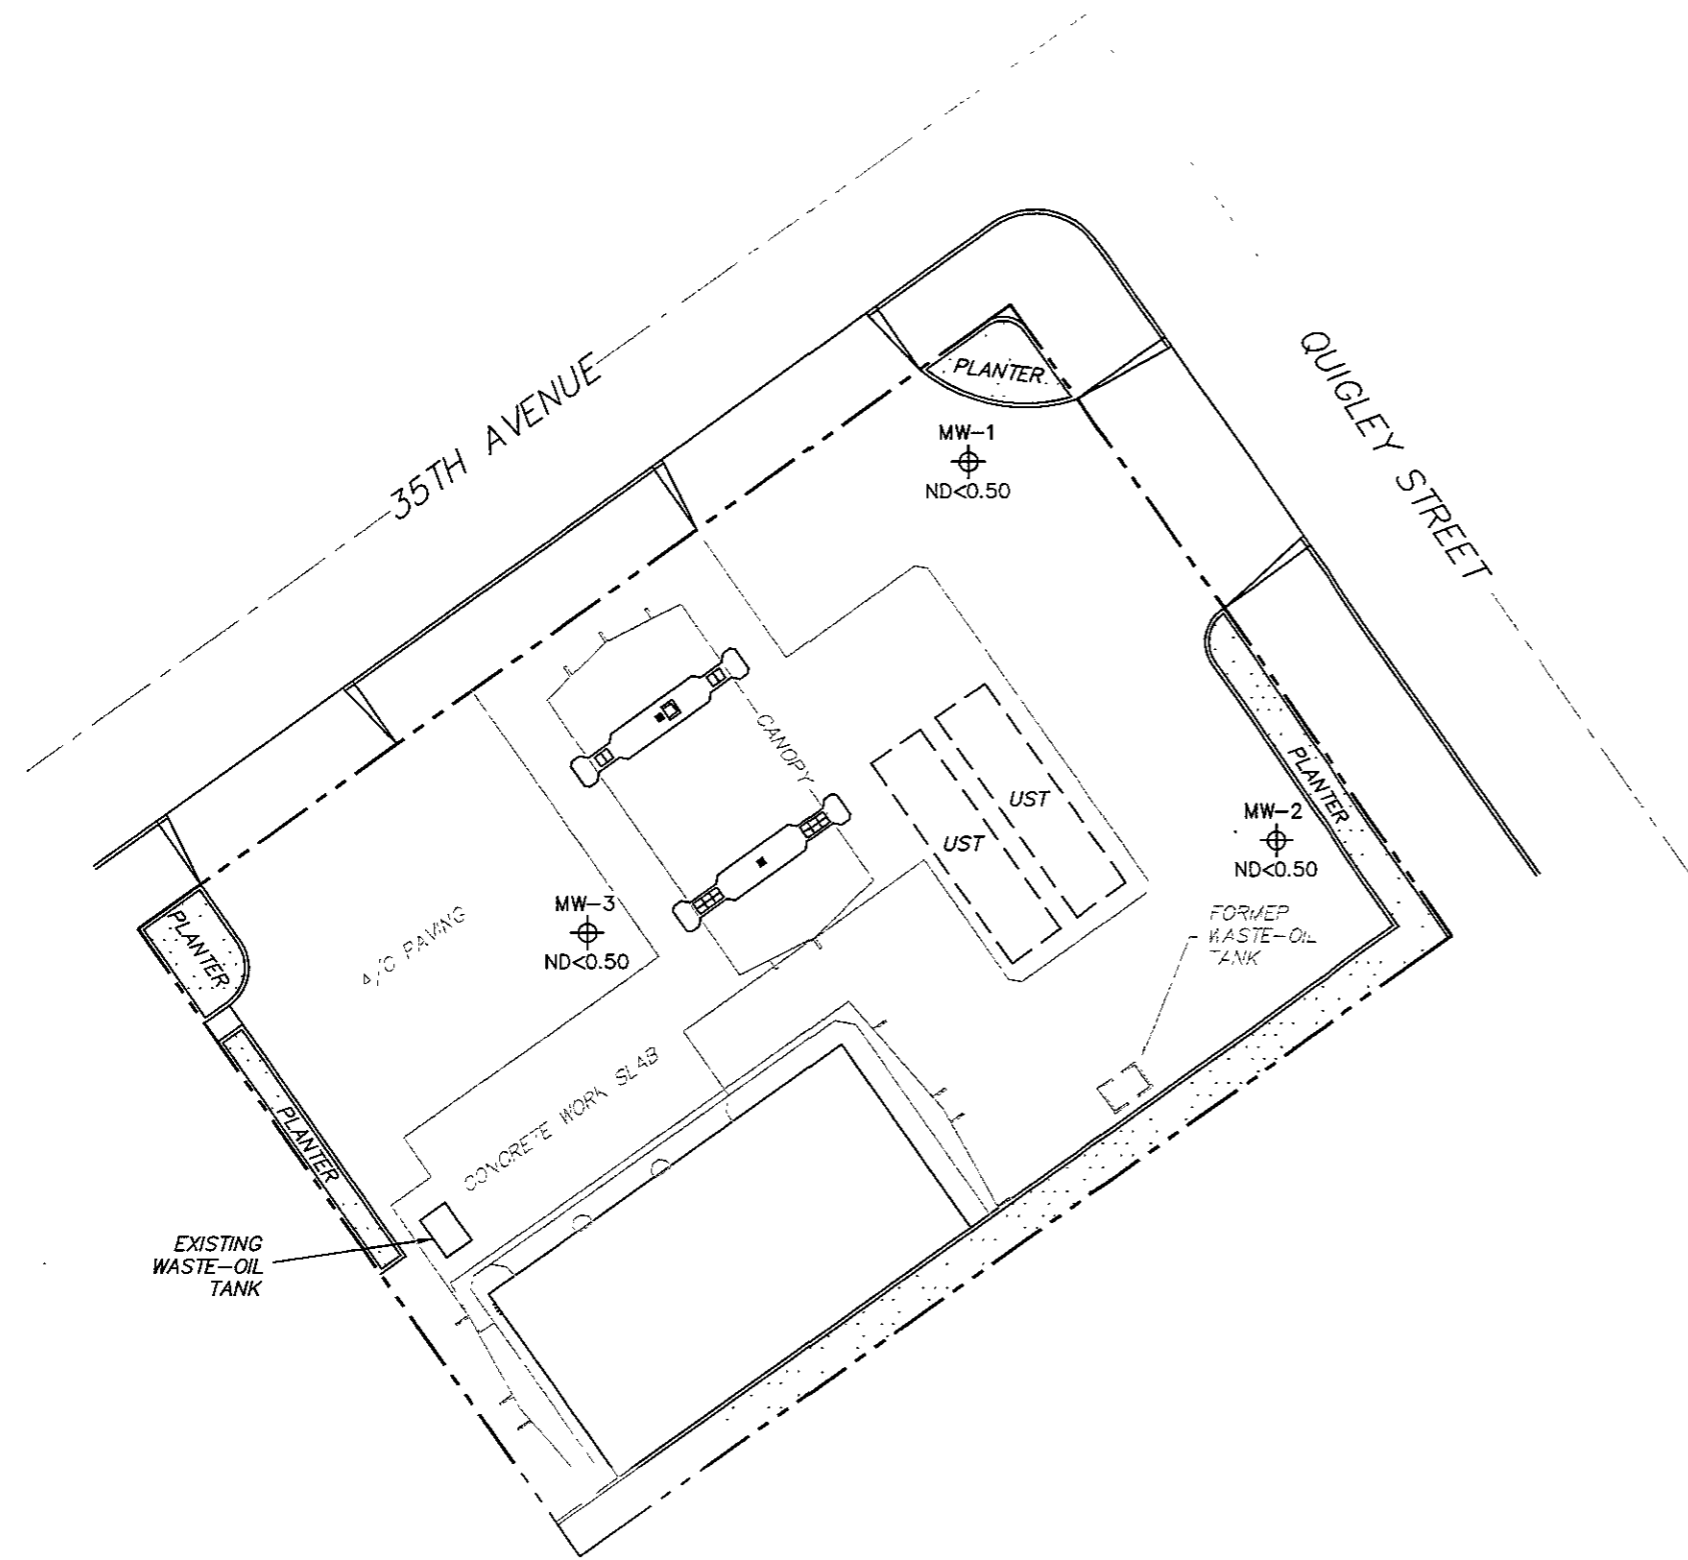 35TH AVENUE
QUIGLEY STREET
PLANTER
MW-1
ND<0.50
CANOPY
UST
UST
PLANTER
MW-2
ND<0.50
FORMER
WASTE-OIL
TANK
MW-3
ND<0.50
A/C PAVING
PLANTER
PLANTER
CONCRETE WORK SLAB
EXISTING
WASTE-OIL
TANK